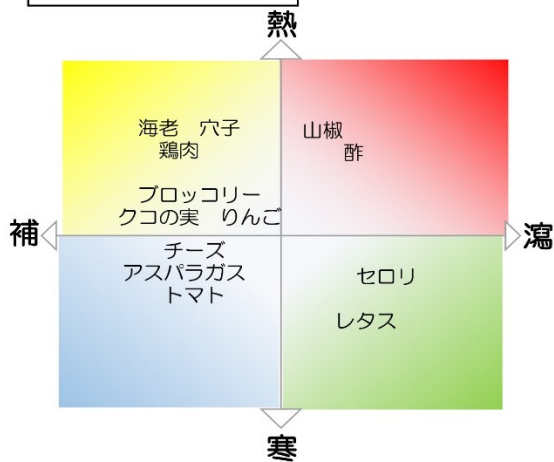 熱
海老 穴子
鶏肉
山椒
酢
ブロッコリー
クコの実 りんご
補
瀉
チーズ
アスパラガス
トマト
セロリ
レタス
寒